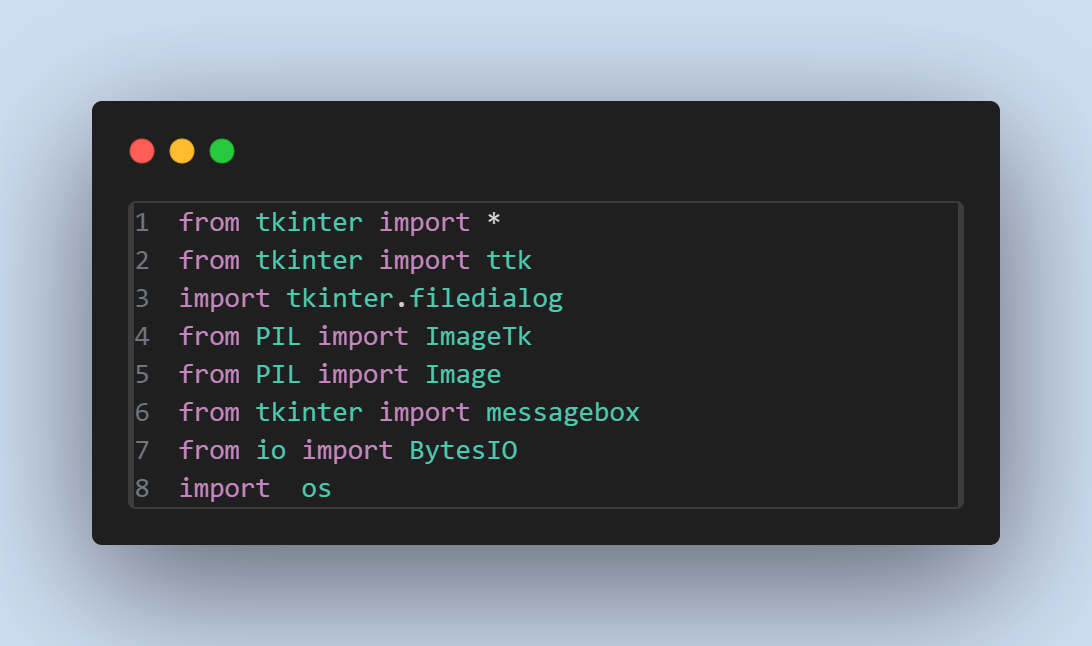 1 from tkinter import *
2 from tkinter import ttk
3 import tkinter.filedialog
4 from PIL import ImageTk
5 from PIL import Image
6 from tkinter import messagebox
7 from io import BytesIO
8 import  os